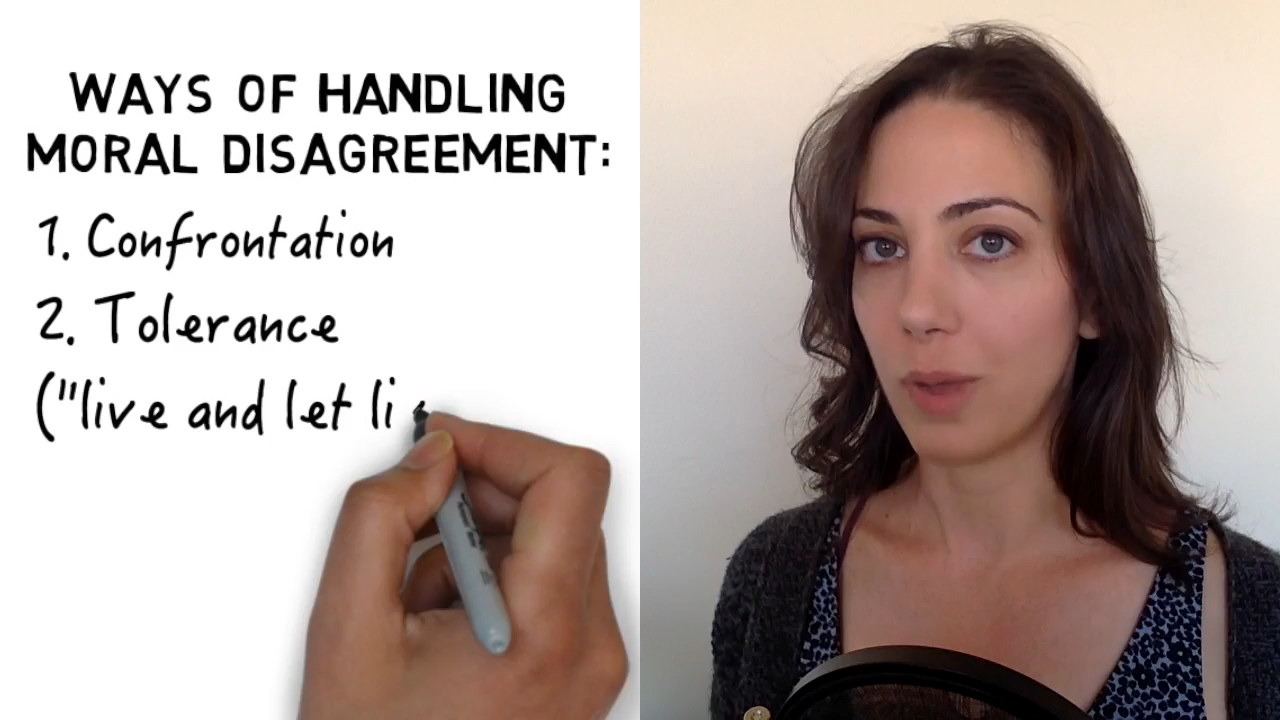 WAYS OF HANDLING
MORAL DISAGREEMENT:
1. Confrontation
2. Tolerance
("live and let li